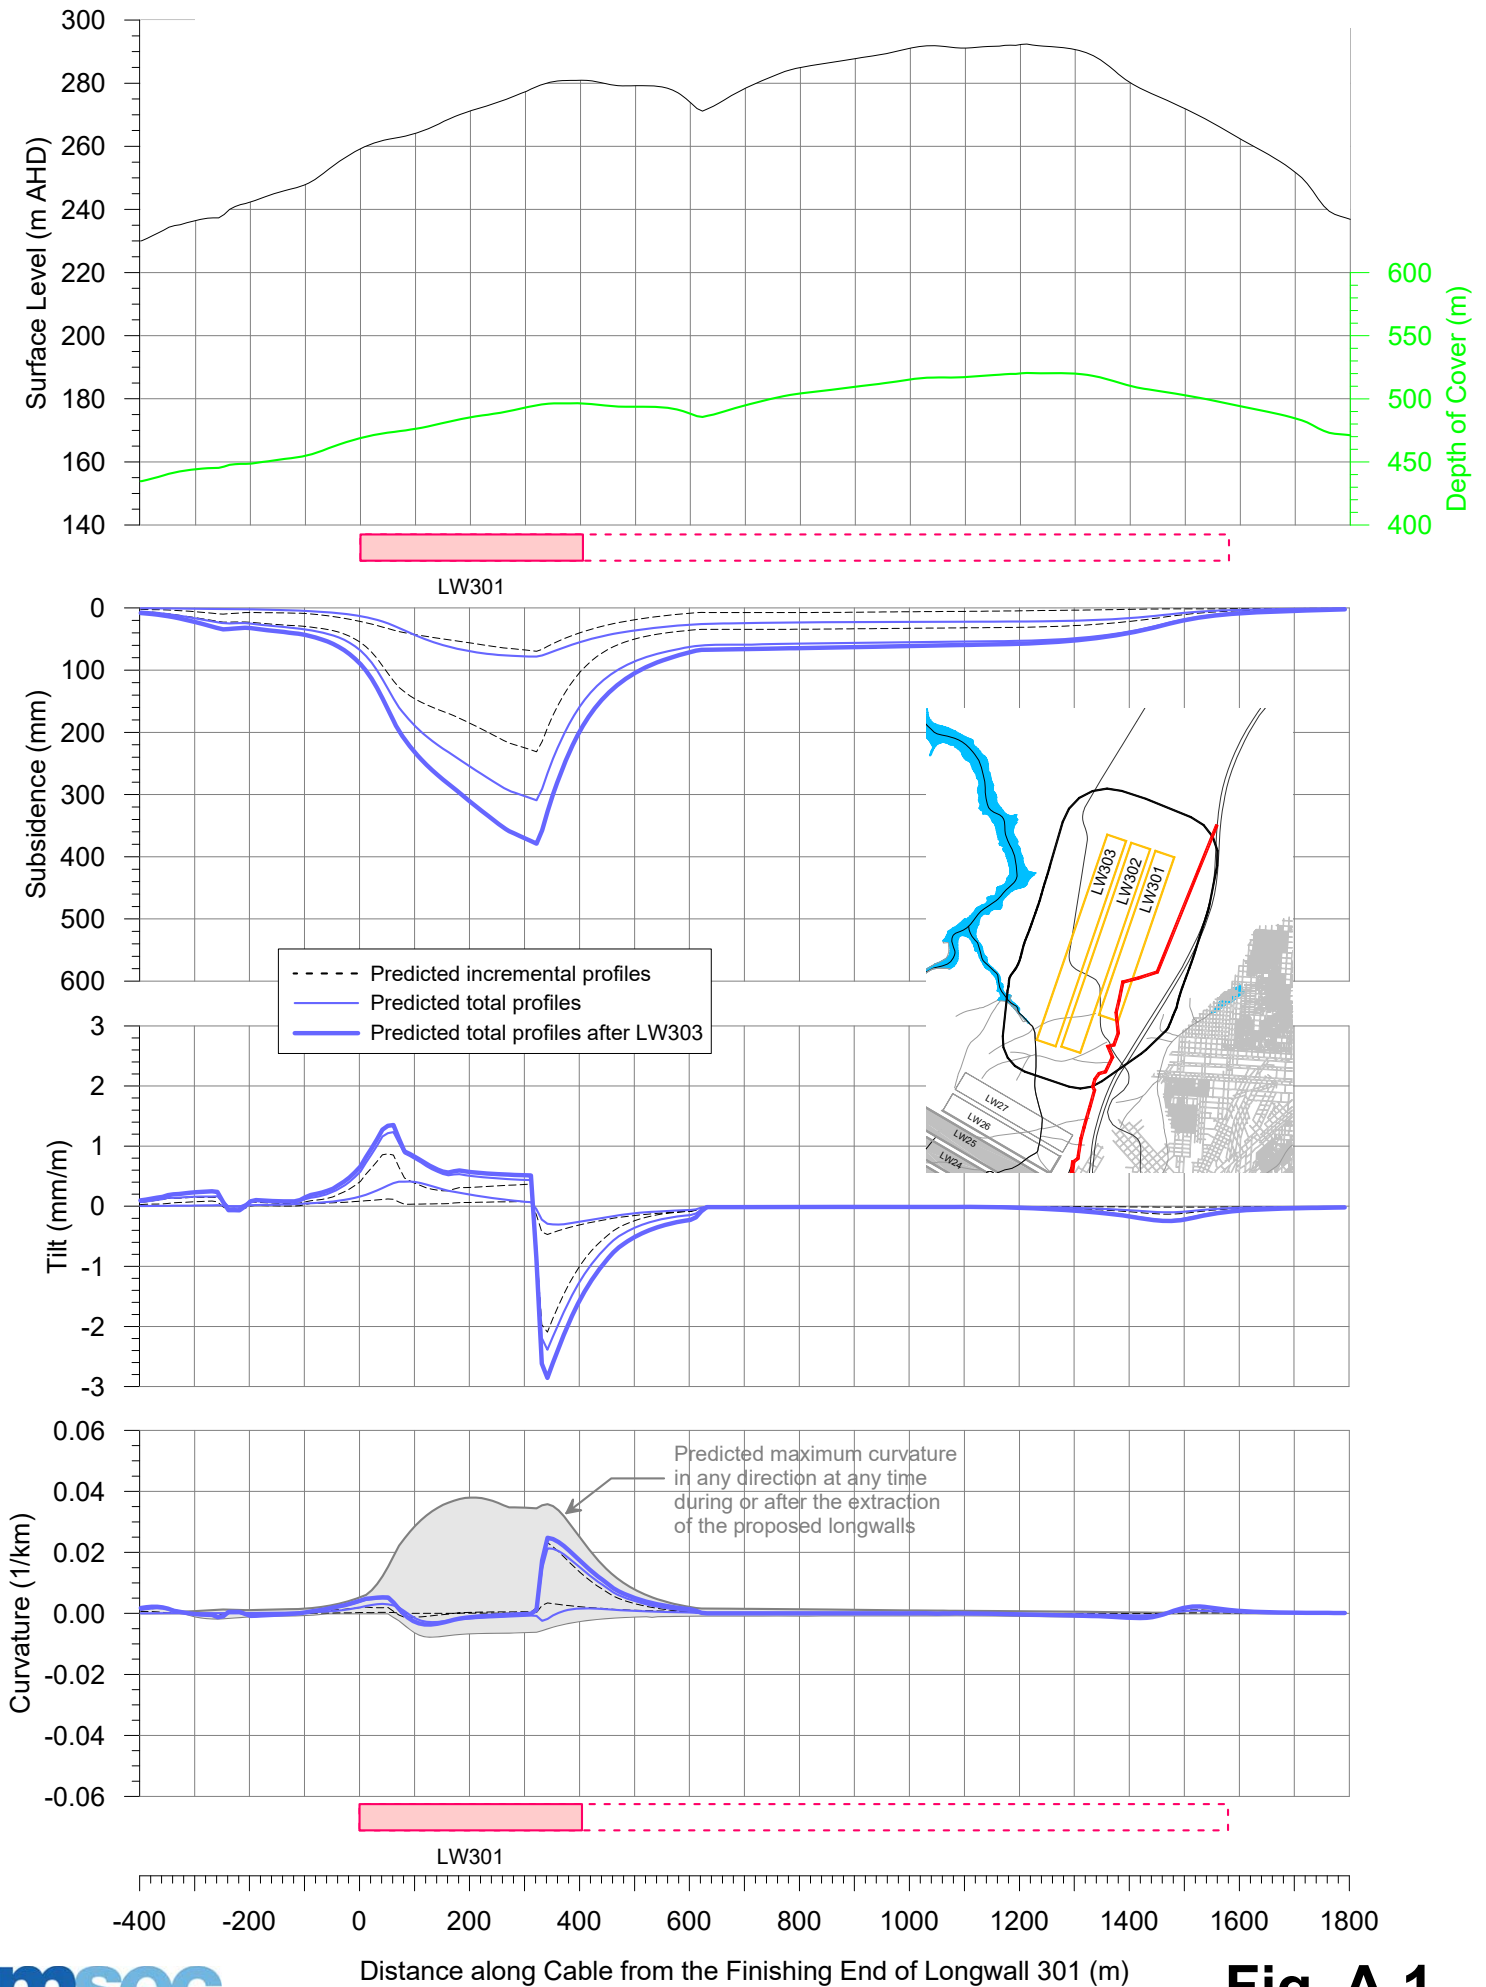 300
280
260
240
220
200
180
160
140
Surface Level (m AHD)
600
550
500
450
400
Depth of Cover (m)
LW301
0
100
200
300
400
500
600
Subsidence (mm)
Predicted incremental profiles
Predicted total profiles
Predicted total profiles after LW303
LW303
LW302
LW301
LW27
LW26
LW25
LW24
3
2
1
0
-1
-2
-3
Tilt (mm/m)
0.06
0.04
0.02
0.00
-0.02
-0.04
-0.06
Curvature (1/km)
Predicted maximum curvature
in any direction at any time
during or after the extraction
of the proposed longwalls
LW301
-400 -200 0 200 400 600 800 1000 1200 1400 1600 1800
Distance along Cable from the Finishing End of Longwall 301 (m)
msec
Fig. A.1